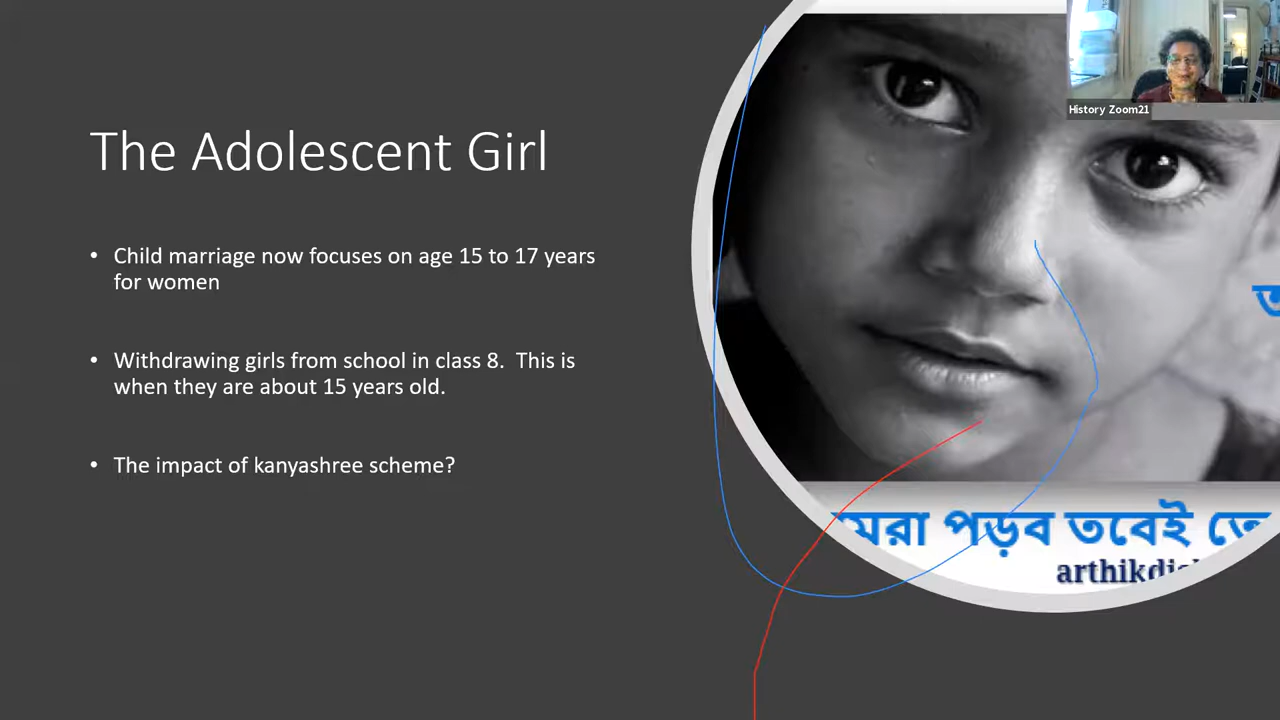 The Adolescent Girl
• Child marriage now focuses on age 15 to 17 years
for women
• Withdrawing girls from school in class 8.  This is
when they are about 15 years old.
• The impact of kanyashree scheme?
History Zoom21
মরা পড়ব তবেই তো
arthikdis